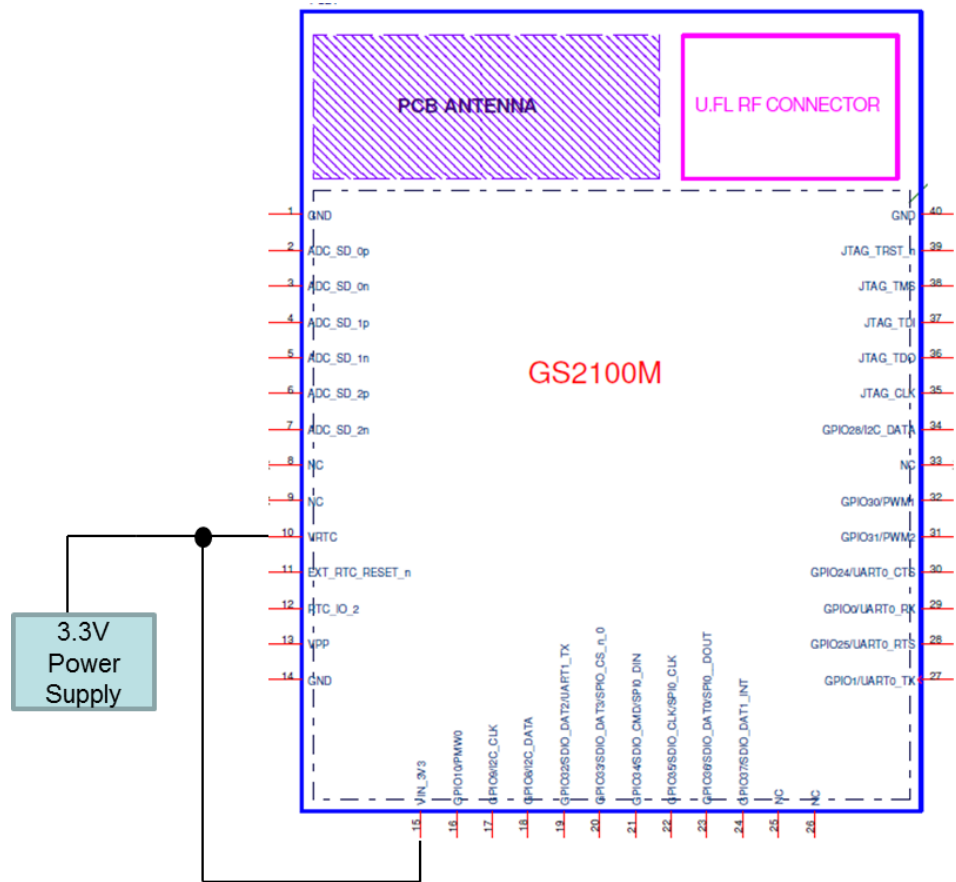 PCB ANTENNA
U.FL RF CONNECTOR
GS2100M
1 GND
2 ADC_SD_0p
3 ADC_SD_0n
4 ADC_SD_1p
5 ADC_SD_1n
6 ADC_SD_2p
7 ADC_SD_2n
8 NC
9 NC
10 VRTC
11 EXT_RTC_RESET_n
12 RTC_IO_2
13 VPP
14 GND
3.3V
Power
Supply
GND 40
JTAG_TRST_n 39
JTAG_TMS 38
JTAG_TDI 37
JTAG_TDO 36
JTAG_CLK 35
GPIO28/I2C_DATA 34
NC 33
GPIO30/PWM1 32
GPIO31/PWM2 31
GPIO24/UART0_CTS 30
GPIO0/UART0_RX 29
GPIO25/UART0_RTS 28
GPIO1/UART0_TX 27
15 VIN_3V3
16 GPIO10/PMW0
17 GPIO9/I2C_CLK
18 GPIO8/I2C_DATA
19 GPIO32/SDIO_DAT2/UART1_TX
20 GPIO33/SDIO_DAT3/SPIO_CS_n_0
21 GPIO34/SDIO_CMD/SPI0_DIN
22 GPIO35/SDIO_CLK/SPI0_CLK
23 GPIO36/SDIO_DAT0/SPI0__DOUT
24 GPIO37/SDIO_DAT1_INT
25 NC
26 NC